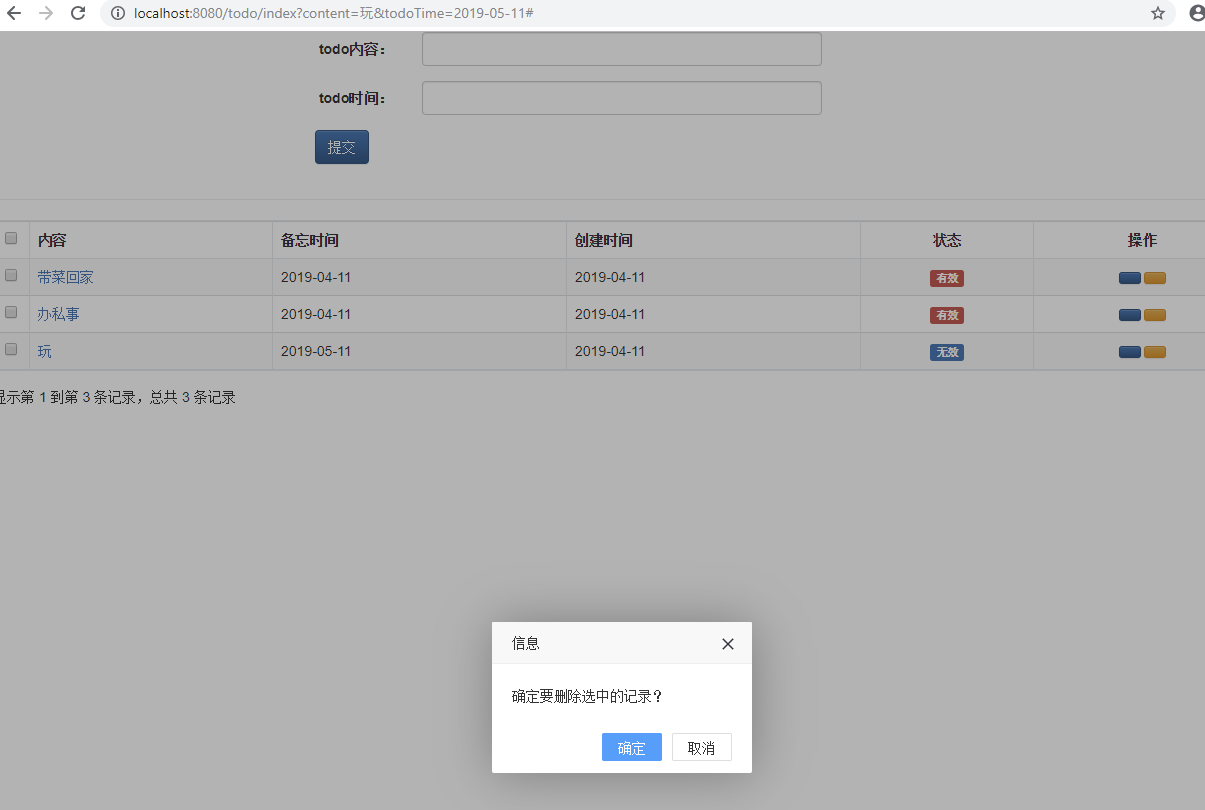 localhost:8080/todo/index?content=玩&todoTime=2019-05-11#
todo内容：
todo时间：
提交
内容 备忘时间 创建时间 状态 操作
带菜回家 2019-04-11 2019-04-11 有效
办私事 2019-04-11 2019-04-11 有效
玩 2019-05-11 2019-04-11 无效
显示第 1 到第 3 条记录，总共 3 条记录
信息
确定要删除选中的记录？
确定 取消